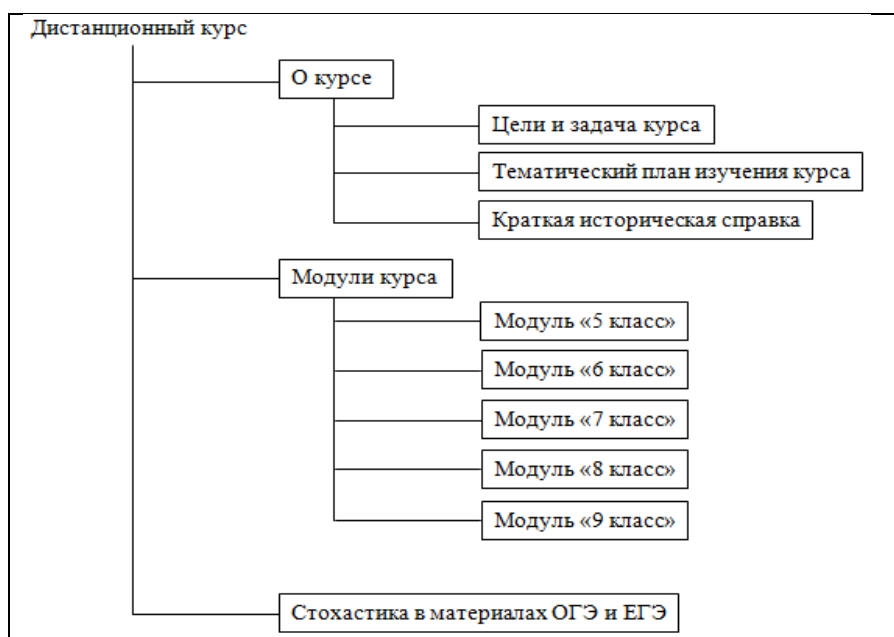 Дистанционный курс
О курсе
Цели и задача курса
Тематический план изучения курса
Краткая историческая справка
Модули курса
Модуль «5 класс»
Модуль «6 класс»
Модуль «7 класс»
Модуль «8 класс»
Модуль «9 класс»
Стохастика в материалах ОГЭ и ЕГЭ